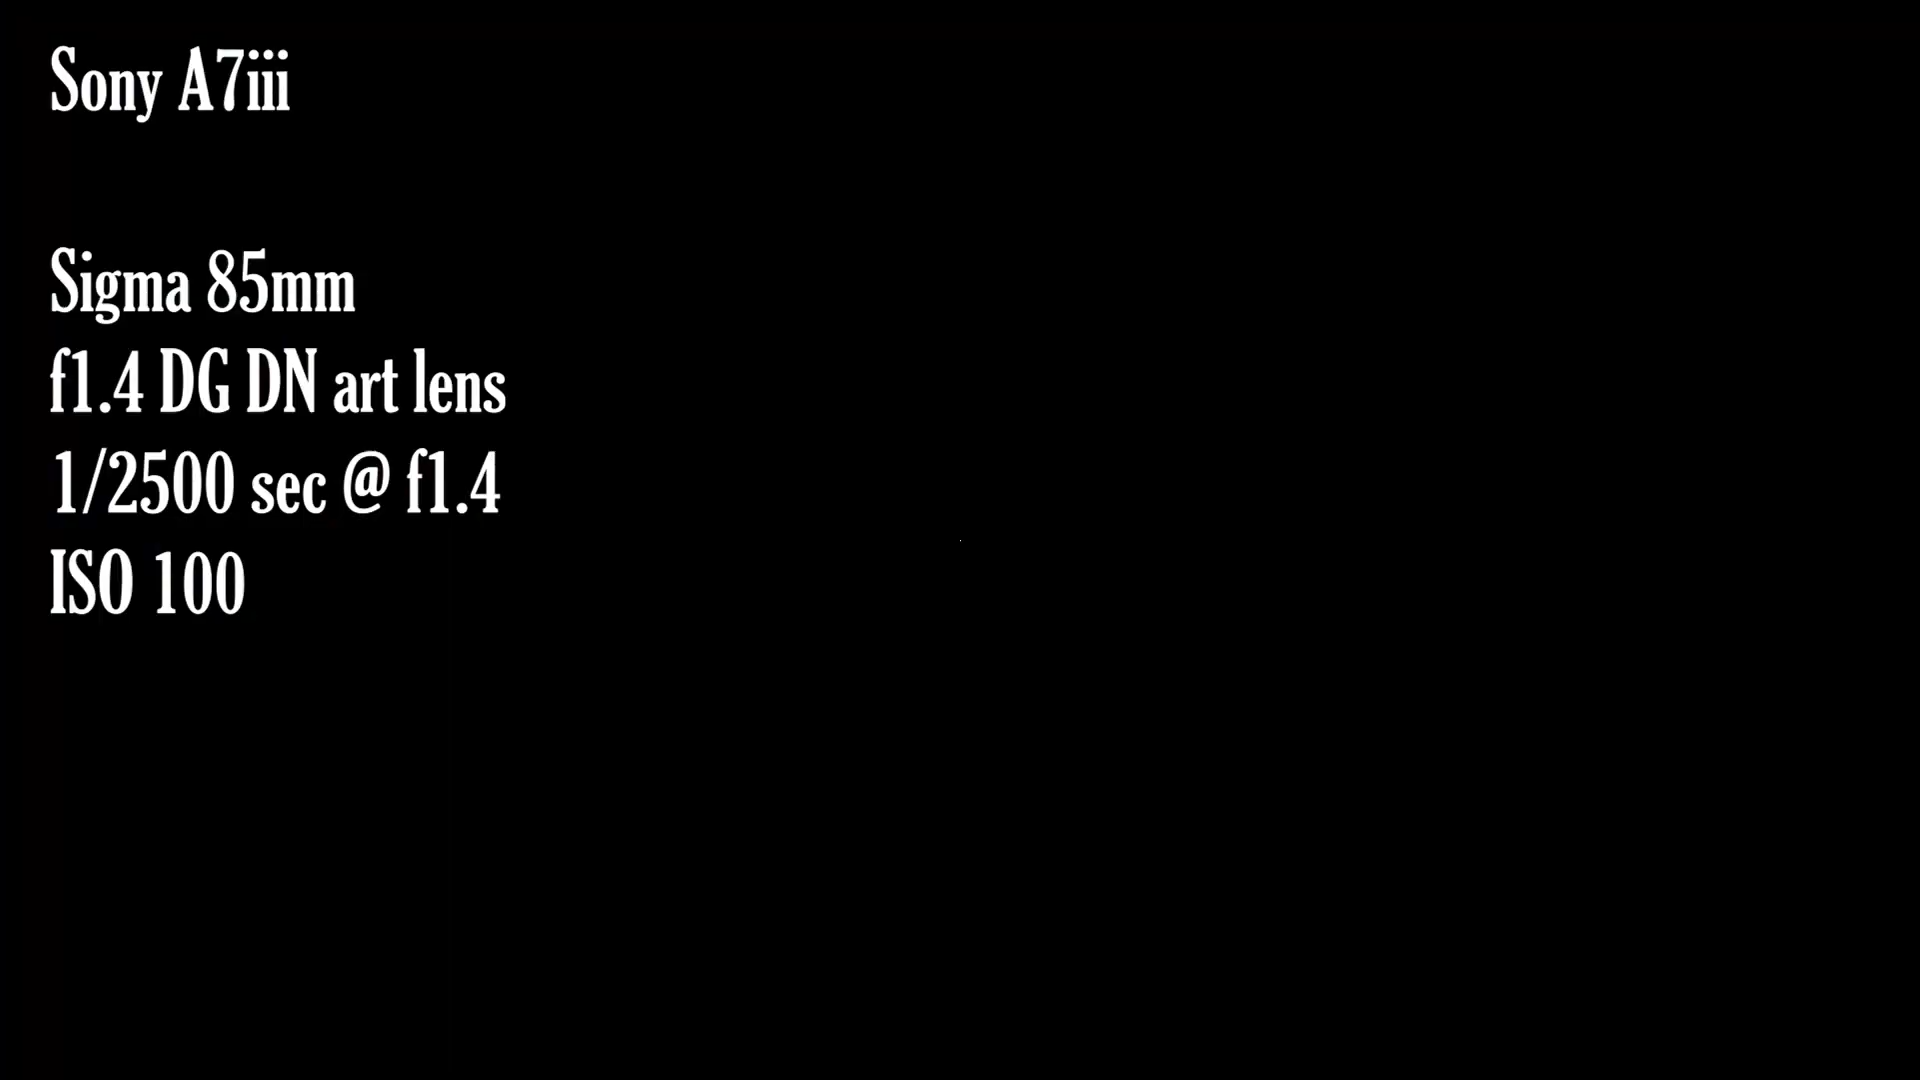 Sony A7iii
Sigma 85mm
f1.4 DG DN art lens
1/2500 sec @ f1.4
ISO 100